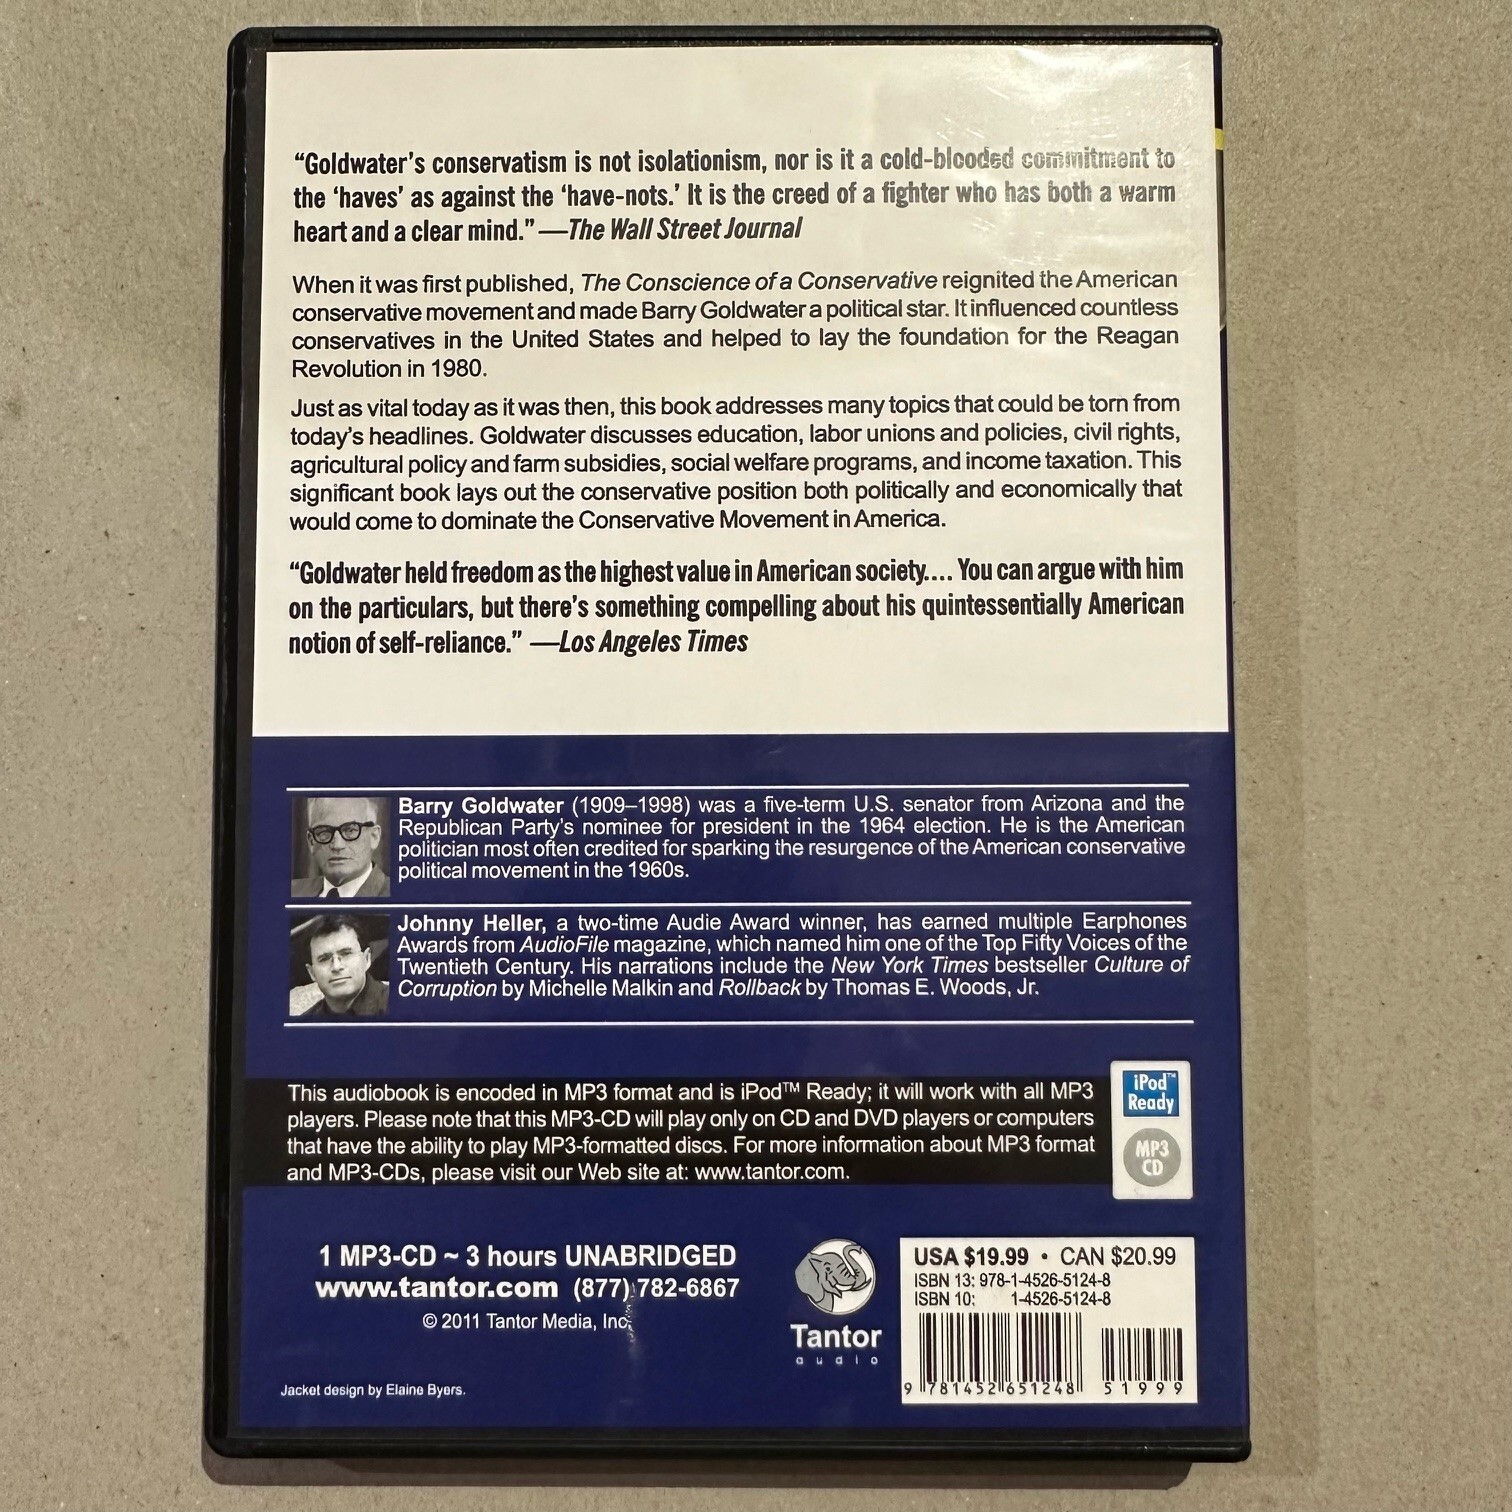 “Goldwater’s conservatism is not isolationism, nor is it a cold-blooded commitment to
the ‘haves’ as against the ‘have-nots.’ It is the creed of a fighter who has both a warm
heart and a clear mind.” —The Wall Street Journal
When it was first published, The Conscience of a Conservative reignited the American
conservative movement and made Barry Goldwater a political star. It influenced countless
conservatives in the United States and helped to lay the foundation for the Reagan
Revolution in 1980.
Just as vital today as it was then, this book addresses many topics that could be torn from
today’s headlines. Goldwater discusses education, labor unions and policies, civil rights,
agricultural policy and farm subsidies, social welfare programs, and income taxation. This
significant book lays out the conservative position both politically and economically that
would come to dominate the Conservative Movement in America.
“Goldwater held freedom as the highest value in American society.... You can argue with him
on the particulars, but there’s something compelling about his quintessentially American
notion of self-reliance.” —Los Angeles Times
Barry Goldwater (1909–1998) was a five-term U.S. senator from Arizona and the
Republican Party’s nominee for president in the 1964 election. He is the American
politician most often credited for sparking the resurgence of the American conservative
political movement in the 1960s.
Johnny Heller, a two-time Audie Award winner, has earned multiple Earphones
Awards from AudioFile magazine, which named him one of the Top Fifty Voices of the
Twentieth Century. His narrations include the New York Times bestseller Culture of
Corruption by Michelle Malkin and Rollback by Thomas E. Woods, Jr.
This audiobook is encoded in MP3 format and is iPod™ Ready; it will work with all MP3
players. Please note that this MP3-CD will play only on CD and DVD players or computers
that have the ability to play MP3-formatted discs. For more information about MP3 format
and MP3-CDs, please visit our Web site at: www.tantor.com.
iPod™
Ready
MP3
CD
1 MP3-CD ~ 3 hours UNABRIDGED
www.tantor.com (877) 782-6867
© 2011 Tantor Media, Inc.
Jacket design by Elaine Byers.
Tantor
audio
USA $19.99 • CAN $20.99
ISBN 13: 978-1-4526-5124-8
ISBN 10: 1-4526-5124-8
9 781452 651248 51999